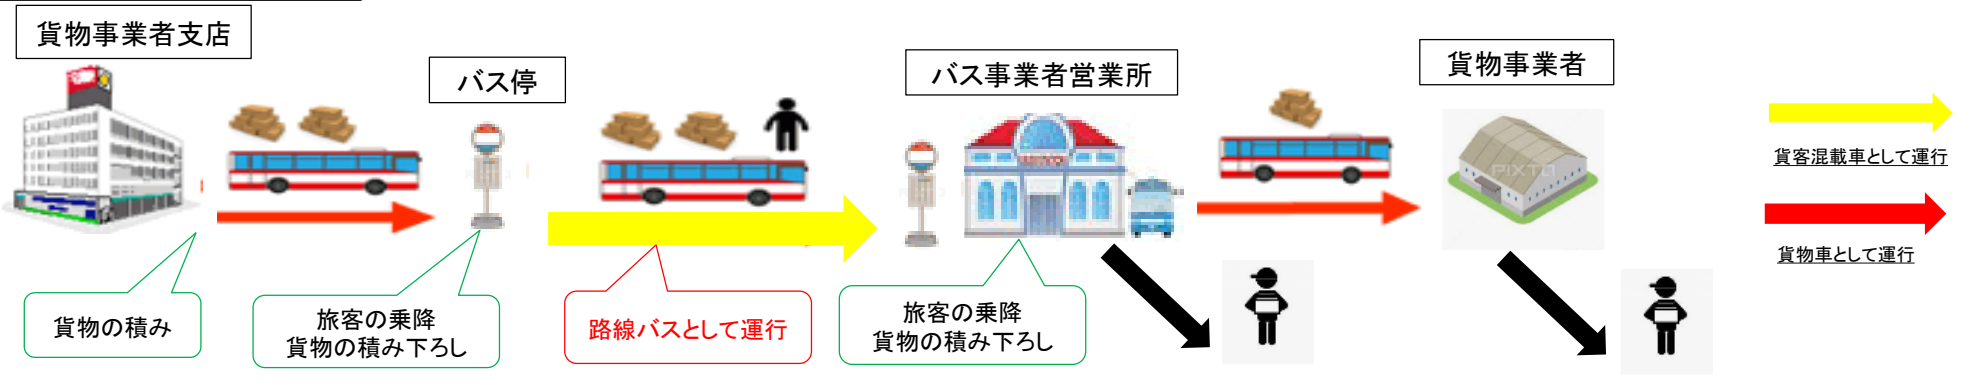 貨物事業者支店
バス停
バス事業者営業所
貨物事業者
貨客混載車として運行
貨物車として運行
貨物の積み
旅客の乗降
貨物の積み下ろし
路線バスとして運行
旅客の乗降
貨物の積み下ろし
PIXTA